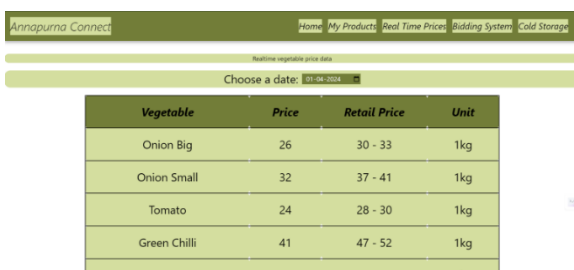 Annapurna Connect Home My Products Real Time Prices Bidding System Cold Storage
Realtime vegetable price data
Choose a date: 01-04-2024
Vegetable Price Retail Price Unit
Onion Big 26 30 - 33 1kg
Onion Small 32 37 - 41 1kg
Tomato 24 28 - 30 1kg
Green Chilli 41 47 - 52 1kg